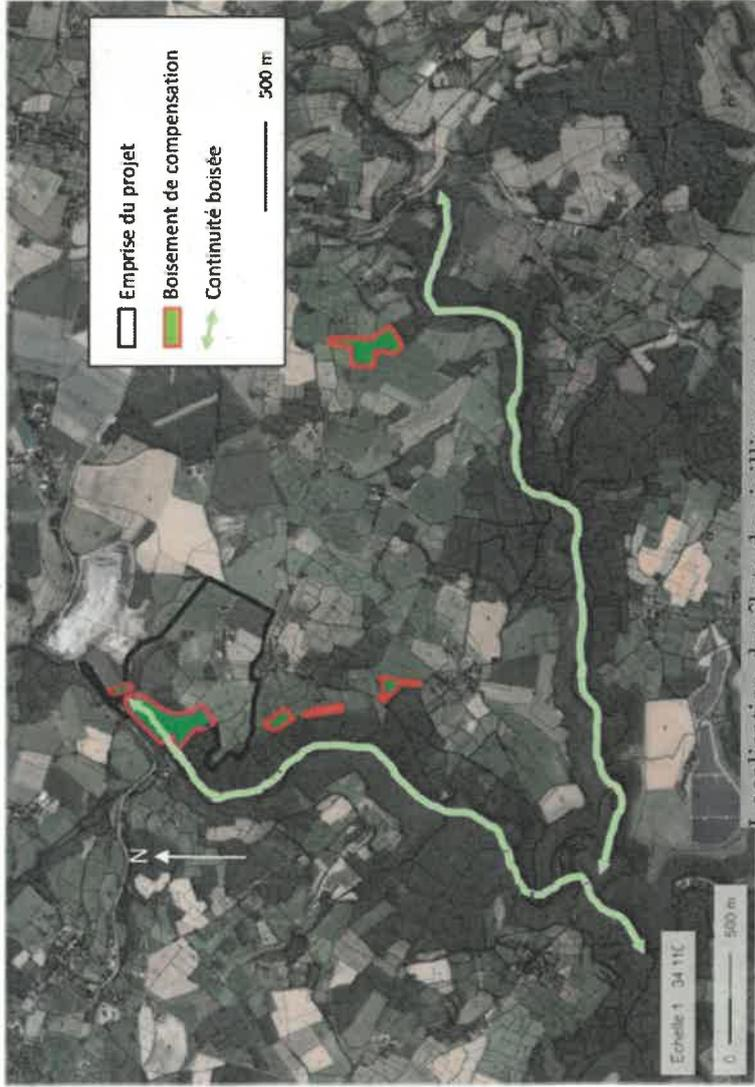 Emprise du projet
Boisement de compensation
Continuité boisée
500 m
N
Echelle 1 34 110
0 500 m